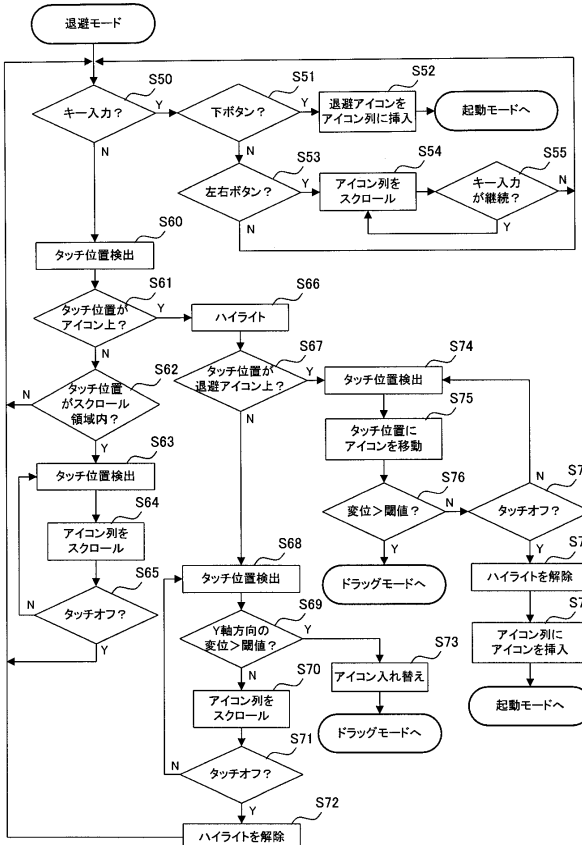 退避モード
S50
キー入力？
Y
N
S51
下ボタン？
Y
N
S52
退避アイコンを
アイコン列に挿入
起動モードへ
S53
左右ボタン？
Y
N
S54
アイコン列を
スクロール
S55
キー入力
が継続？
N
Y
S60
タッチ位置検出
S61
タッチ位置が
アイコン上？
Y
N
S62
タッチ位置
がスクロール
領域内？
N
Y
S63
タッチ位置検出
S64
アイコン列を
スクロール
S65
タッチオフ？
N
Y
S66
ハイライト
S67
タッチ位置が
退避アイコン上？
Y
N
S68
タッチ位置検出
S69
Y軸方向の
変位＞閾値？
Y
N
S70
アイコン列を
スクロール
S71
タッチオフ？
N
Y
S72
ハイライトを解除
S73
アイコン入れ替え
ドラッグモードへ
S74
タッチ位置検出
S75
タッチ位置に
アイコンを移動
S76
変位＞閾値？
N
Y
ドラッグモードへ
タッチオフ？
N
Y
ハイライトを解除
アイコン列に
アイコンを挿入
起動モードへ